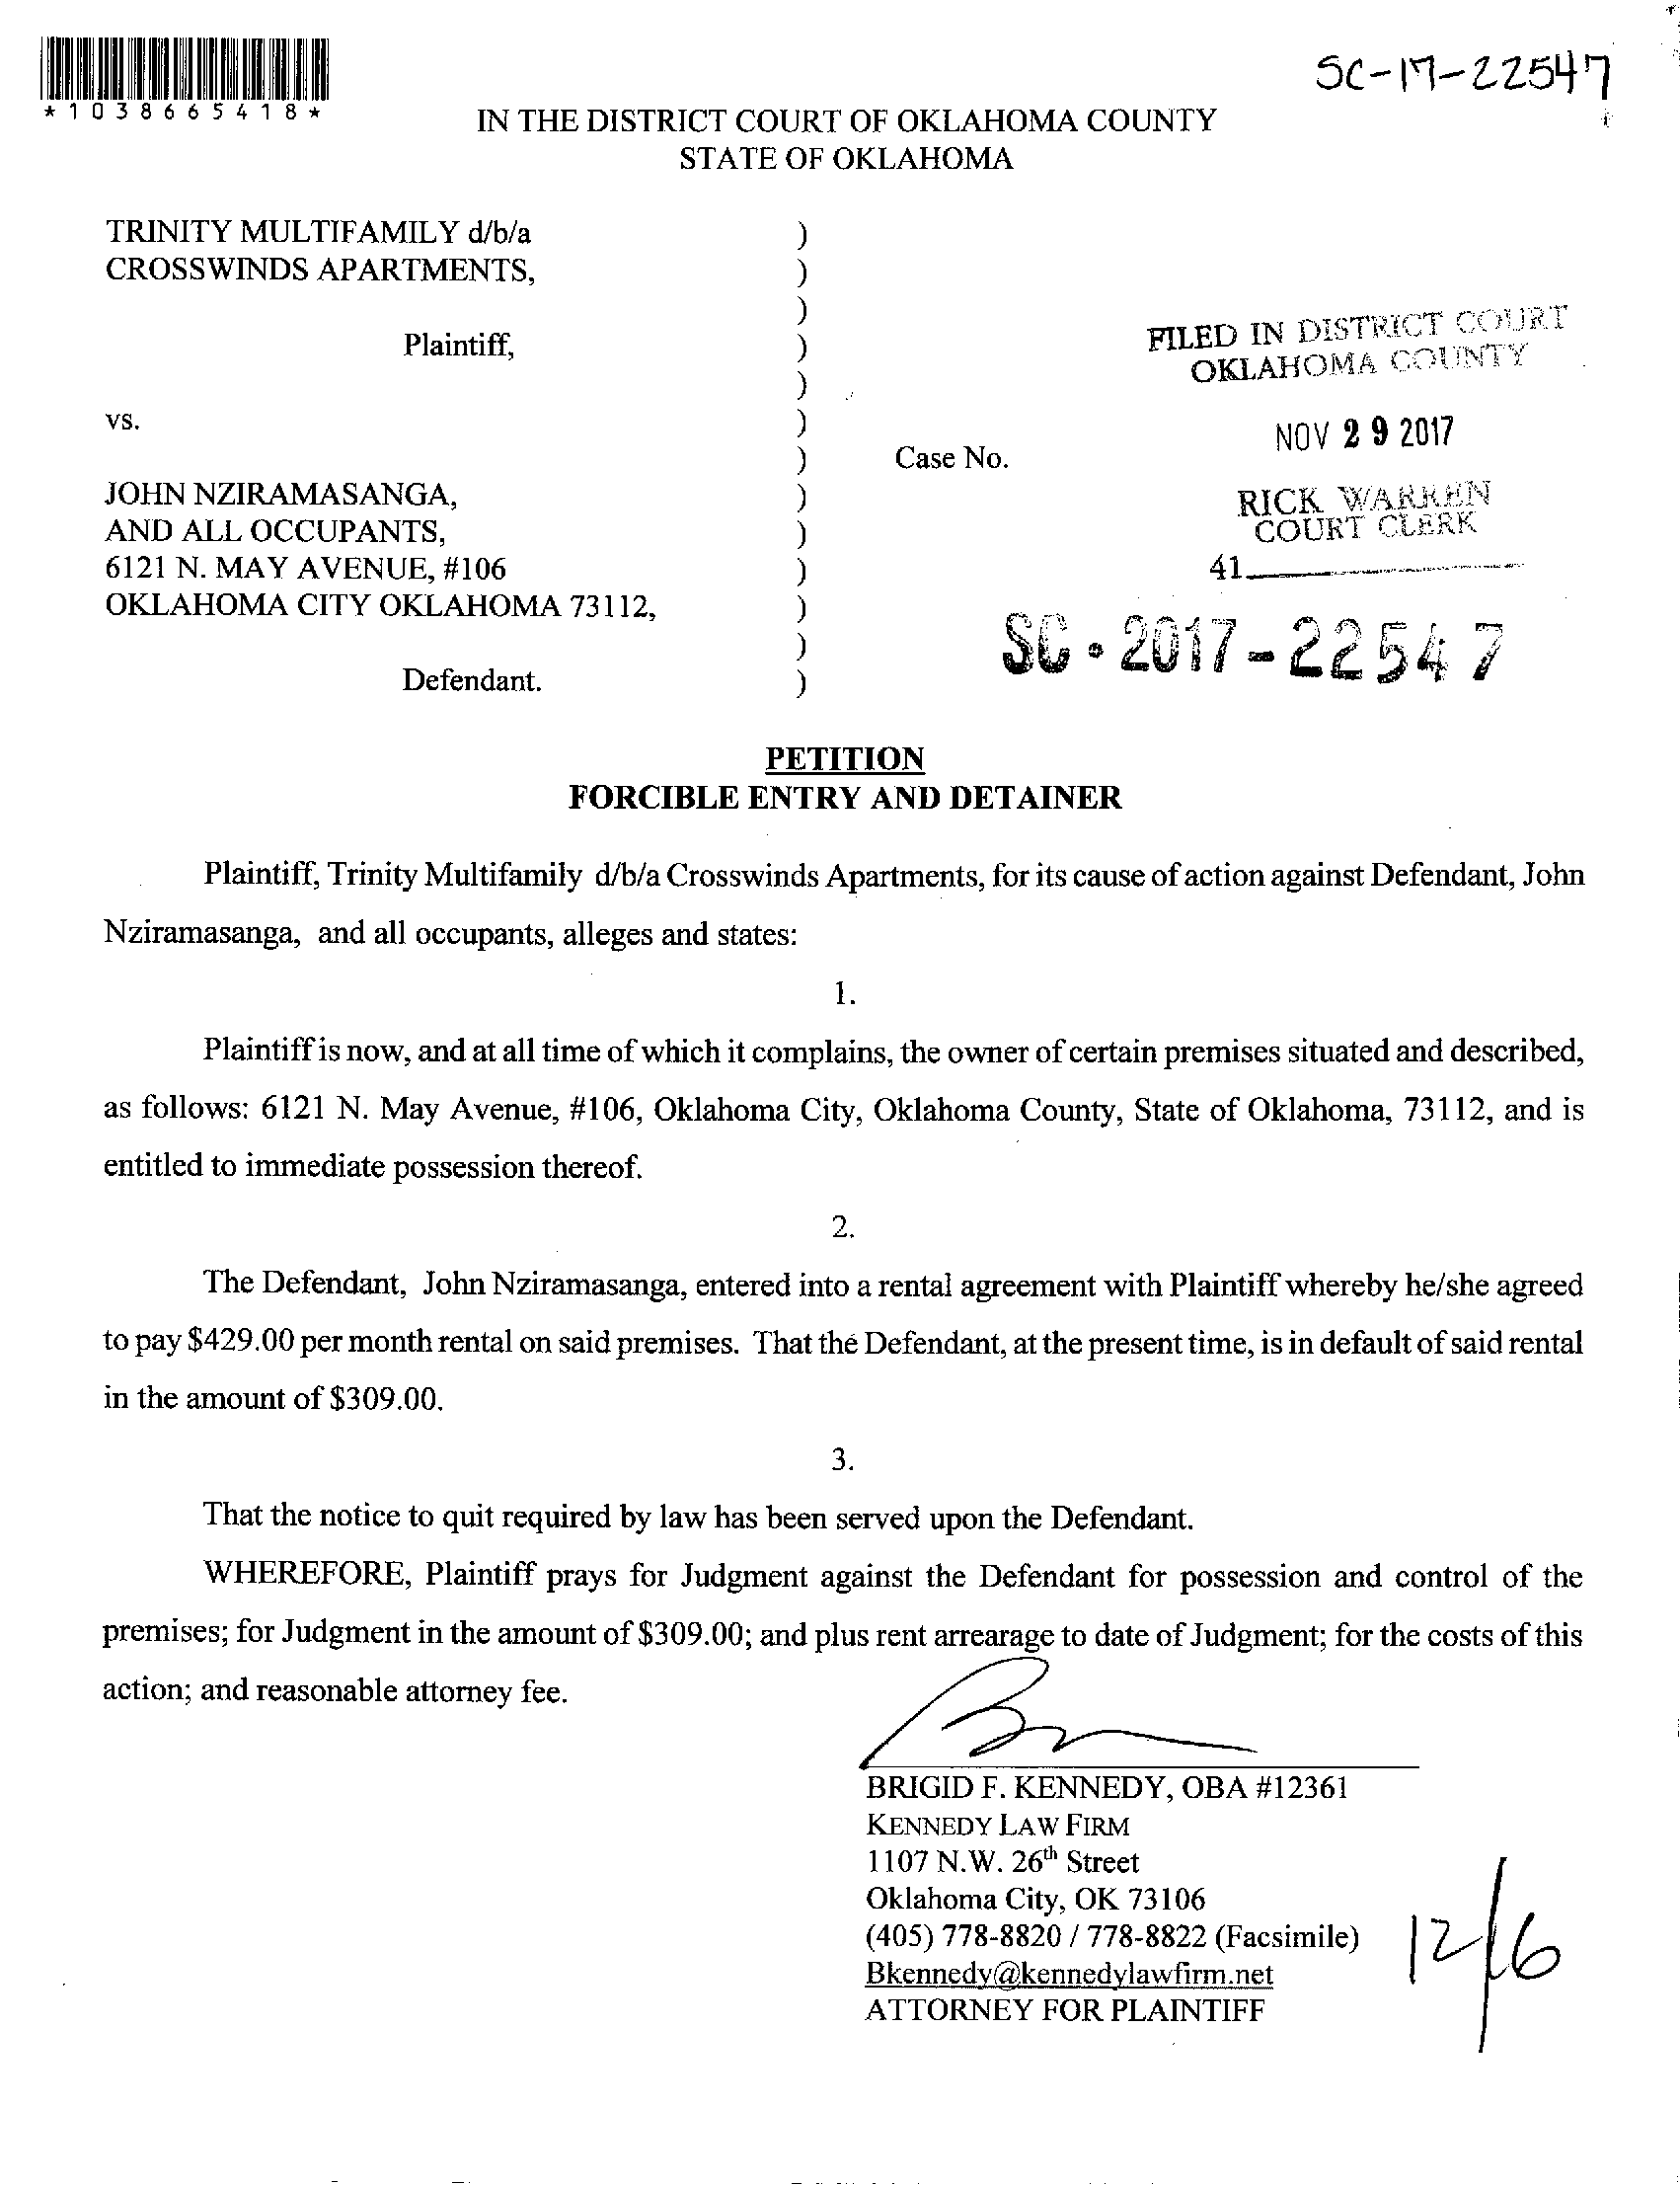 *1038665418*
SC-17-22547
IN THE DISTRICT COURT OF OKLAHOMA COUNTY
STATE OF OKLAHOMA
TRINITY MULTIFAMILY d/b/a )
CROSSWINDS APARTMENTS, )
)
Plaintiff, )
)
vs. )
) Case No.
JOHN NZIRAMASANGA, )
AND ALL OCCUPANTS, )
6121 N. MAY AVENUE, #106 )
OKLAHOMA CITY OKLAHOMA 73112, )
)
Defendant. )
FILED IN DISTRICT COURT
OKLAHOMA COUNTY
NOV 29 2017
RICK WARREN
COURT CLERK
41
SC-2017-22547
PETITION
FORCIBLE ENTRY AND DETAINER
Plaintiff, Trinity Multifamily d/b/a Crosswinds Apartments, for its cause of action against Defendant, John
Nziramasanga, and all occupants, alleges and states:
1.
Plaintiff is now, and at all time of which it complains, the owner of certain premises situated and described,
as follows: 6121 N. May Avenue, #106, Oklahoma City, Oklahoma County, State of Oklahoma, 73112, and is
entitled to immediate possession thereof.
2.
The Defendant, John Nziramasanga, entered into a rental agreement with Plaintiff whereby he/she agreed
to pay $429.00 per month rental on said premises. That the Defendant, at the present time, is in default of said rental
in the amount of $309.00.
3.
That the notice to quit required by law has been served upon the Defendant.
WHEREFORE, Plaintiff prays for Judgment against the Defendant for possession and control of the
premises; for Judgment in the amount of $309.00; and plus rent arrearage to date of Judgment; for the costs of this
action; and reasonable attorney fee.
BRIGID F. KENNEDY, OBA #12361
KENNEDY LAW FIRM
1107 N.W. 26th Street
Oklahoma City, OK 73106
(405) 778-8820 / 778-8822 (Facsimile)
Bkennedy@kennedylawfirm.net
ATTORNEY FOR PLAINTIFF
12/6